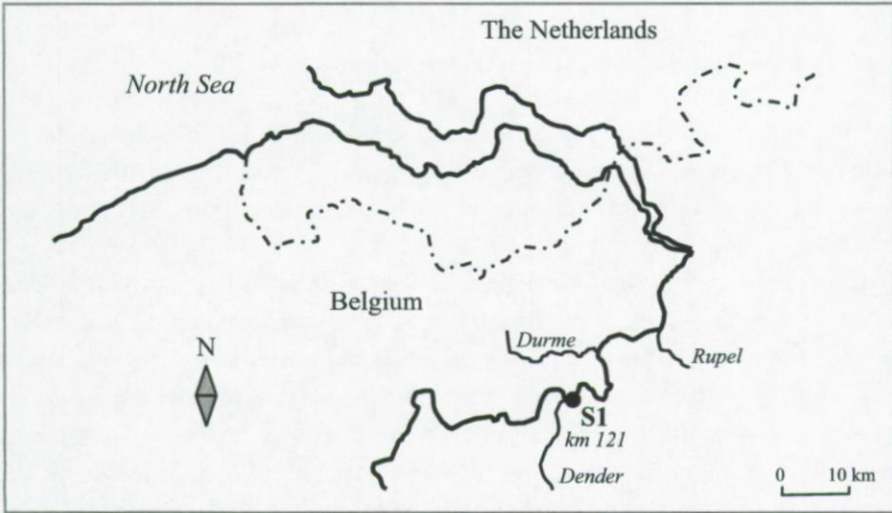 The Netherlands
North Sea
Belgium
N
Durme
Rupel
S1
km 121
Dender
0 10 km